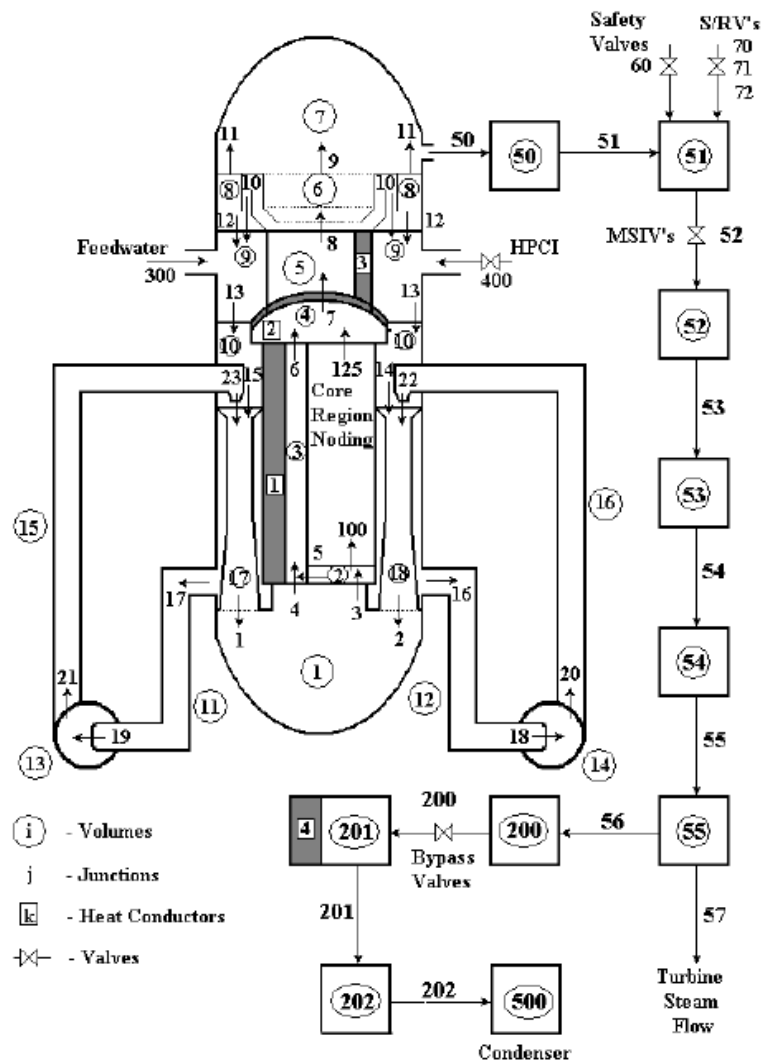 Safety S/RV's
Valves 70
60 71
72
7
11 11
50 51
9
50 51
8 10 6 10 8
12 12
8
MSIV's 52
Feedwater 9 9 HPCI
300 5 3 400
13 7 13
4
2
52
10 10
6 125
23 15 14 22
Core
Region
Noding
53
3
1
53
15 16
100
5
54
17 2 18
17 4 3 16
1 2
54
1
21 11 12 20
55
19 18
13 14
200 56
4 201 200 55
i - Volumes
Bypass
Valves
j - Junctions
201 57
k - Heat Conductors
- Valves
Turbine
Steam
Flow
202 202 500
Condenser